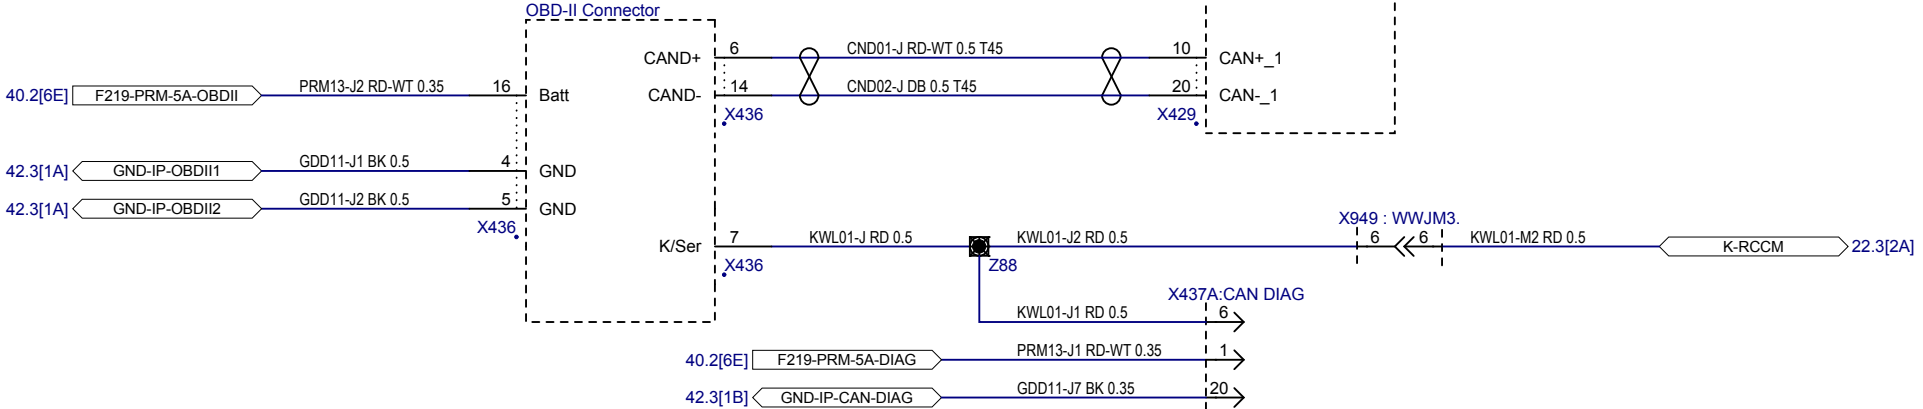 OBD-II Connector
CAND+ 6 CND01-J RD-WT 0.5 T45 10 CAN+_1
40.2[6E] F219-PRM-5A-OBDII PRM13-J2 RD-WT 0.35 16 Batt CAND- 14 CND02-J DB 0.5 T45 20 CAN-_1
X436 X429
42.3[1A] GND-IP-OBDII1 GDD11-J1 BK 0.5 4 GND
42.3[1A] GND-IP-OBDII2 GDD11-J2 BK 0.5 5 GND
X436
X949 : WWJM3.
K/Ser 7 KWL01-J RD 0.5 KWL01-J2 RD 0.5 6 6 KWL01-M2 RD 0.5 K-RCCM 22.3[2A]
X436 Z88
X437A:CAN DIAG
KWL01-J1 RD 0.5 6
40.2[6E] F219-PRM-5A-DIAG PRM13-J1 RD-WT 0.35 1
42.3[1B] GND-IP-CAN-DIAG GDD11-J7 BK 0.35 20